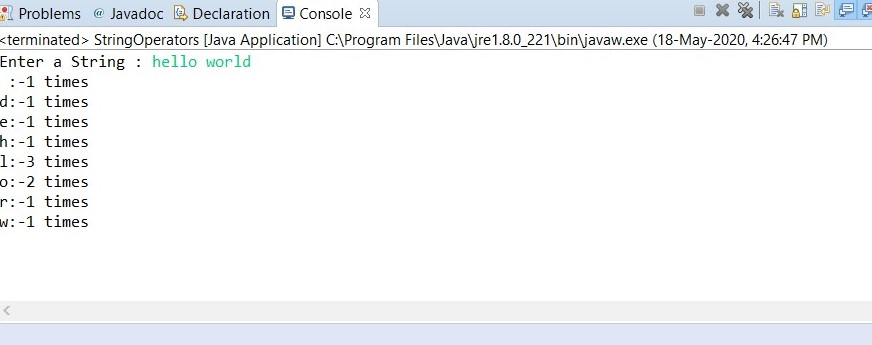 Problems @ Javadoc Declaration Console
<terminated> StringOperators [Java Application] C:\Program Files\Java\jre1.8.0_221\bin\javaw.exe (18-May-2020, 4:26:47 PM)
Enter a String : hello world
 :-1 times
d:-1 times
e:-1 times
h:-1 times
l:-3 times
o:-2 times
r:-1 times
w:-1 times